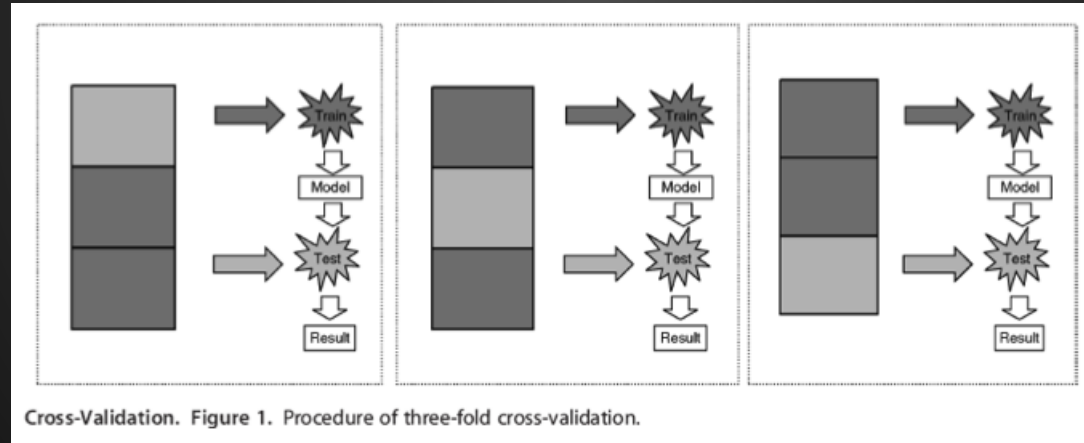 Train
Model
Test
Result
Train
Model
Test
Result
Train
Model
Test
Result
Cross-Validation. Figure 1. Procedure of three-fold cross-validation.